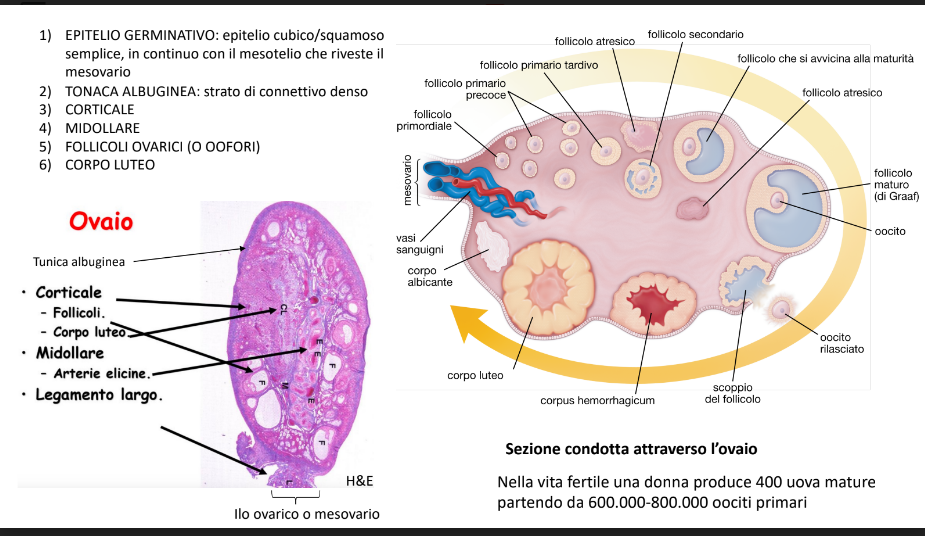 1) EPITELIO GERMINATIVO: epitelio cubico/squamoso
semplice, in continuo con il mesotelio che riveste il
mesovario
2) TONACA ALBUGINEA: strato di connettivo denso
3) CORTICALE
4) MIDOLLARE
5) FOLLICOLI OVARICI (O OOFORI)
6) CORPO LUTEO
Ovaio
Tunica albuginea
• Corticale
– Follicoli.
– Corpo luteo.
• Midollare
– Arterie elicine.
• Legamento largo.
CL
E
E
F
F
M
E
F
L
H&E
Ilo ovarico o mesovario
follicolo atresico
follicolo secondario
follicolo primario tardivo
follicolo che si avvicina alla maturità
follicolo primario
precoce
follicolo atresico
follicolo
primordiale
mesovario
follicolo
maturo
(di Graaf)
oocito
vasi
sanguigni
corpo
albicante
oocito
rilasciato
corpo luteo
scoppio
del follicolo
corpus hemorrhagicum
Sezione condotta attraverso l’ovaio
Nella vita fertile una donna produce 400 uova mature
partendo da 600.000-800.000 oociti primari